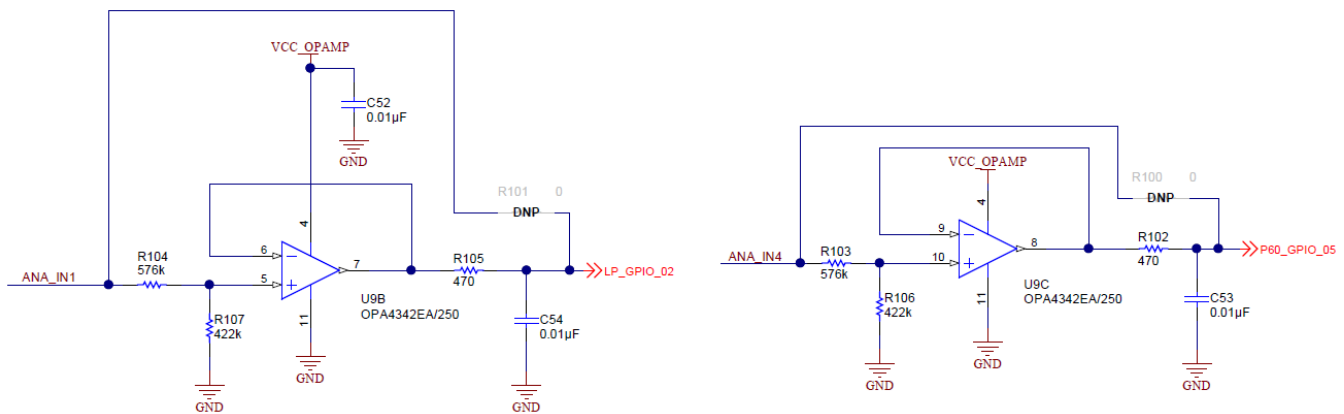 VCC_OPAMP
C52
0.01µF
GND
R101 0
DNP
4
6
7
5
11
R104
576k
ANA_IN1
R107
422k
GND
U9B
OPA4342EA/250
GND
R105
470
LP_GPIO_02
C54
0.01µF
GND
VCC_OPAMP
R100 0
DNP
4
9
8
10
11
ANA_IN4
R103
576k
R106
422k
GND
U9C
OPA4342EA/250
GND
R102
470
P60_GPIO_05
C53
0.01µF
GND